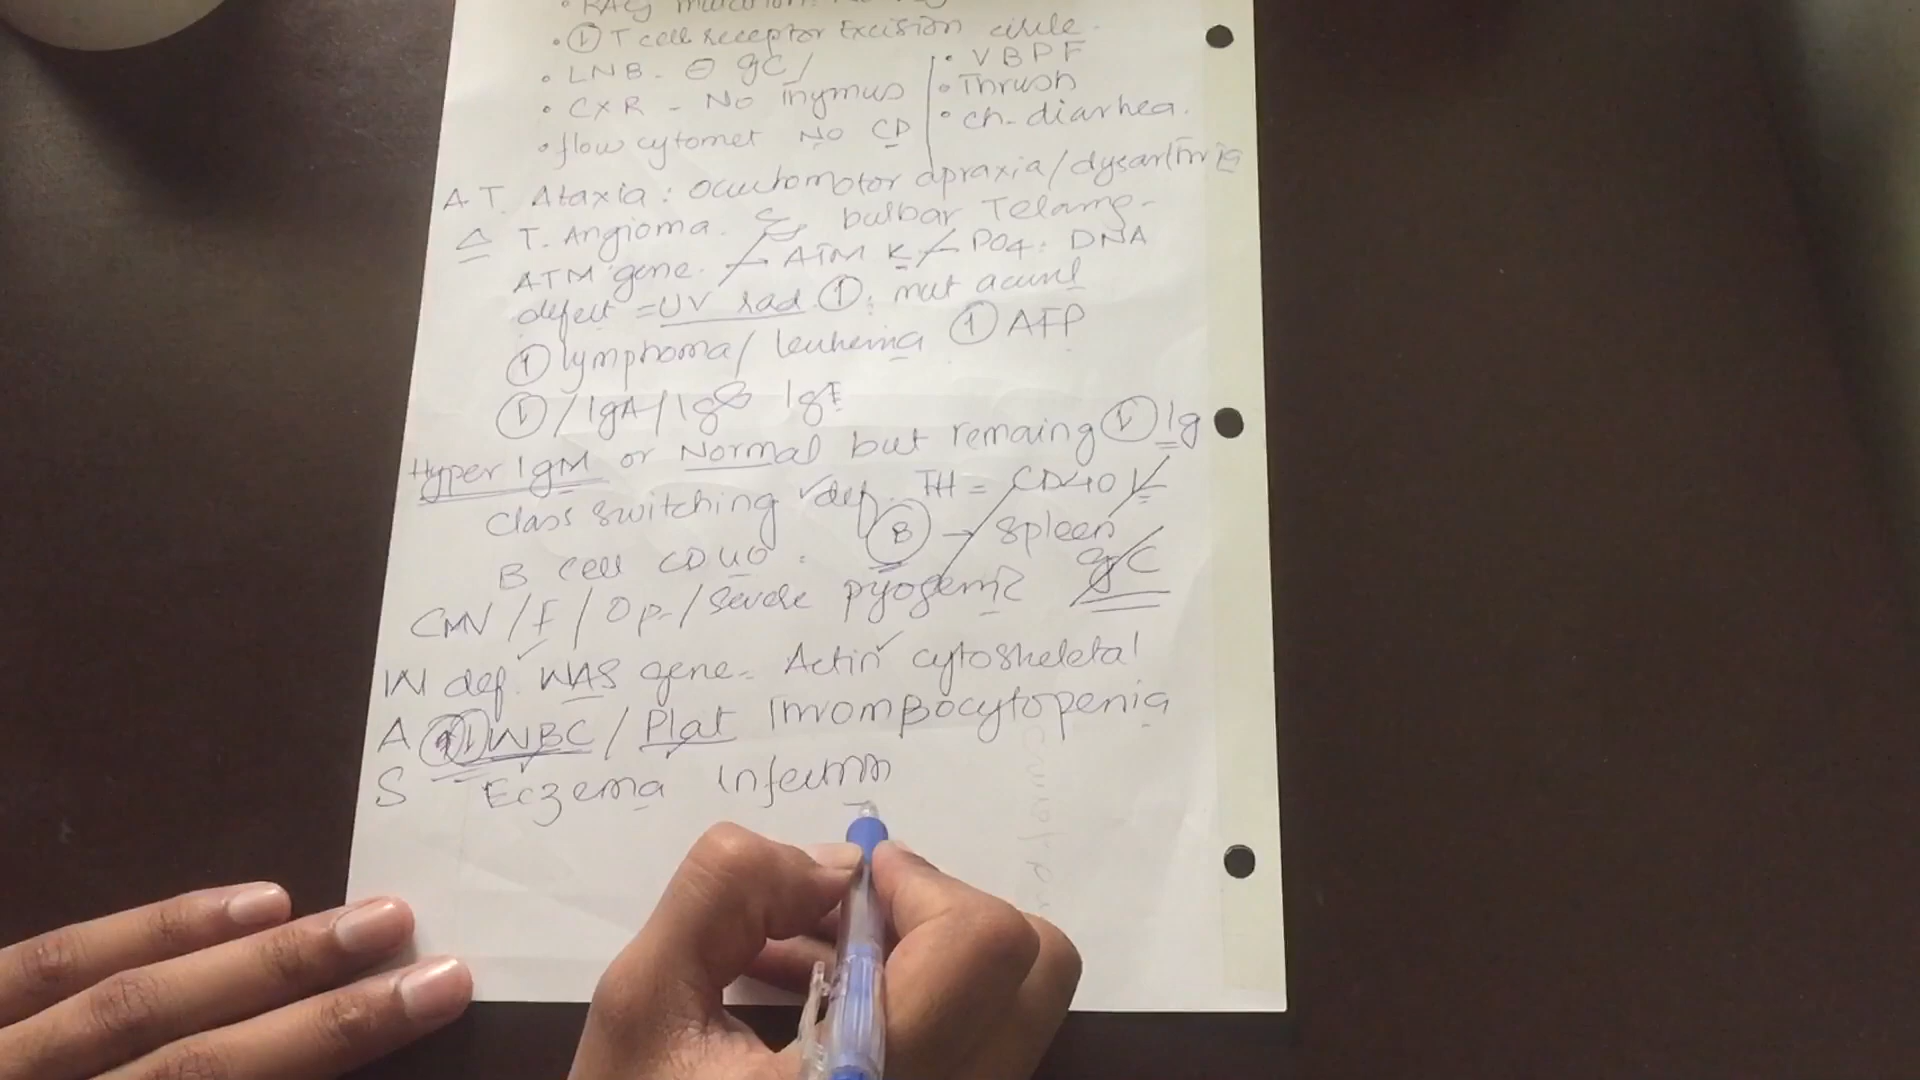 • ↓ T cell receptor Excision circle.
• LNB - ⊖ gC/
• CXR - No Thymus
• flow cytomet No CD
• VBPF
• Thrush
• ch. diarrhea.
A.T. Ataxia: occulomotor apraxia/dysarthria
T. Angioma. bulbar Telang-
ATM gene. → ATM K PO4: DNA
defect = UV rad ↑: mut
↑ lymphoma/ leukemia ↑ AFP
↓ / IgA / IgG IgE
Hyper IgM or Normal but remaing ↓ Ig
Class switching def. TH = CD40 L
B → Spleen
B cell CD40 : gC
CMV / F / Op-/ Severe pyogenic
W def. WAS gene- Actin cytoskeletal
A ↓ WBC / Plat Thrombocytopenia
S Eczema Infection